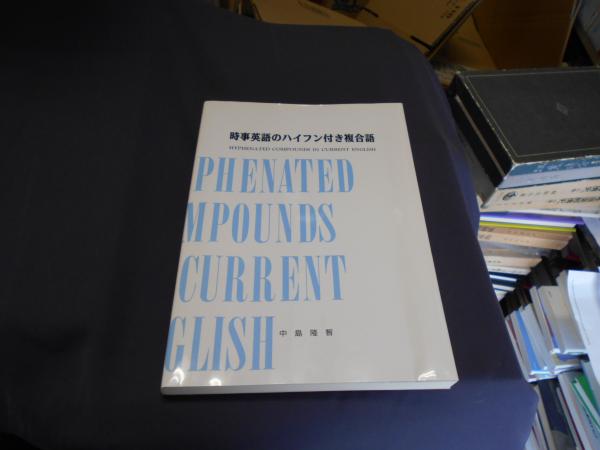 時事英語のハイフン付き複合語
HYPHENATED COMPOUNDS IN CURRENT ENGLISH
PHENATED
MPOUNDS
CURRENT
GLISH
中島隆智